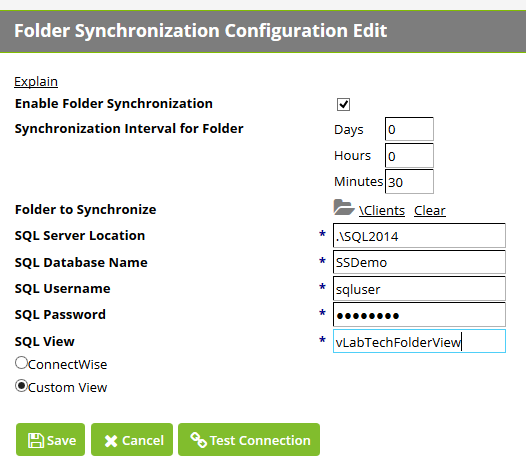 Folder Synchronization Configuration Edit
Explain
Enable Folder Synchronization
Synchronization Interval for Folder Days 0
Hours 0
Minutes 30
Folder to Synchronize \Clients Clear
SQL Server Location * .\SQL2014
SQL Database Name * SSDemo
SQL Username * sqluser
SQL Password * ●●●●●●●●
SQL View * vLabTechFolderView
ConnectWise
Custom View
Save Cancel Test Connection